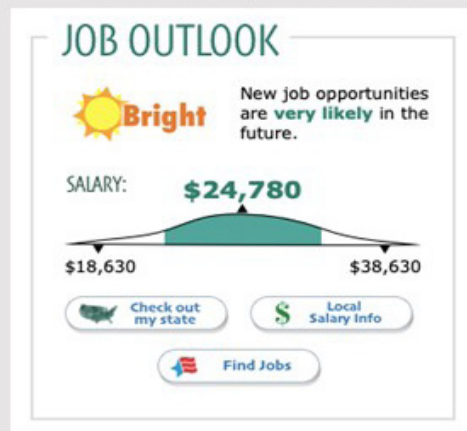 JOB OUTLOOK
Bright
New job opportunities
are very likely in the
future.
SALARY:
$24,780
$18,630
$38,630
Check out
my state
$
Local
Salary Info
Find Jobs